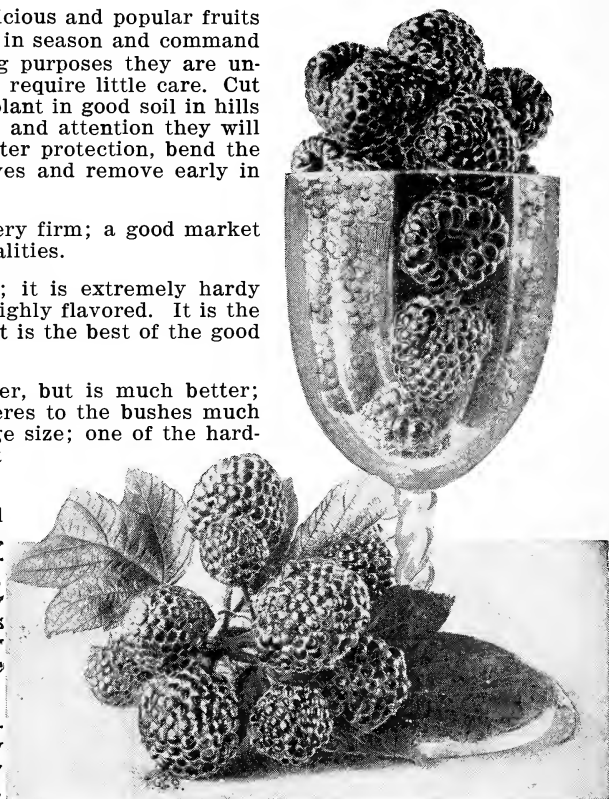 icious and popular fruits
in season and command
g purposes they are un-
require little care. Cut
plant in good soil in hills
and attention they will
ter protection, bend the
ves and remove early in
ery firm; a good market
alities.
; it is extremely hardy
ighly flavored. It is the
t is the best of the good
er, but is much better;
eres to the bushes much
ge size; one of the hard-